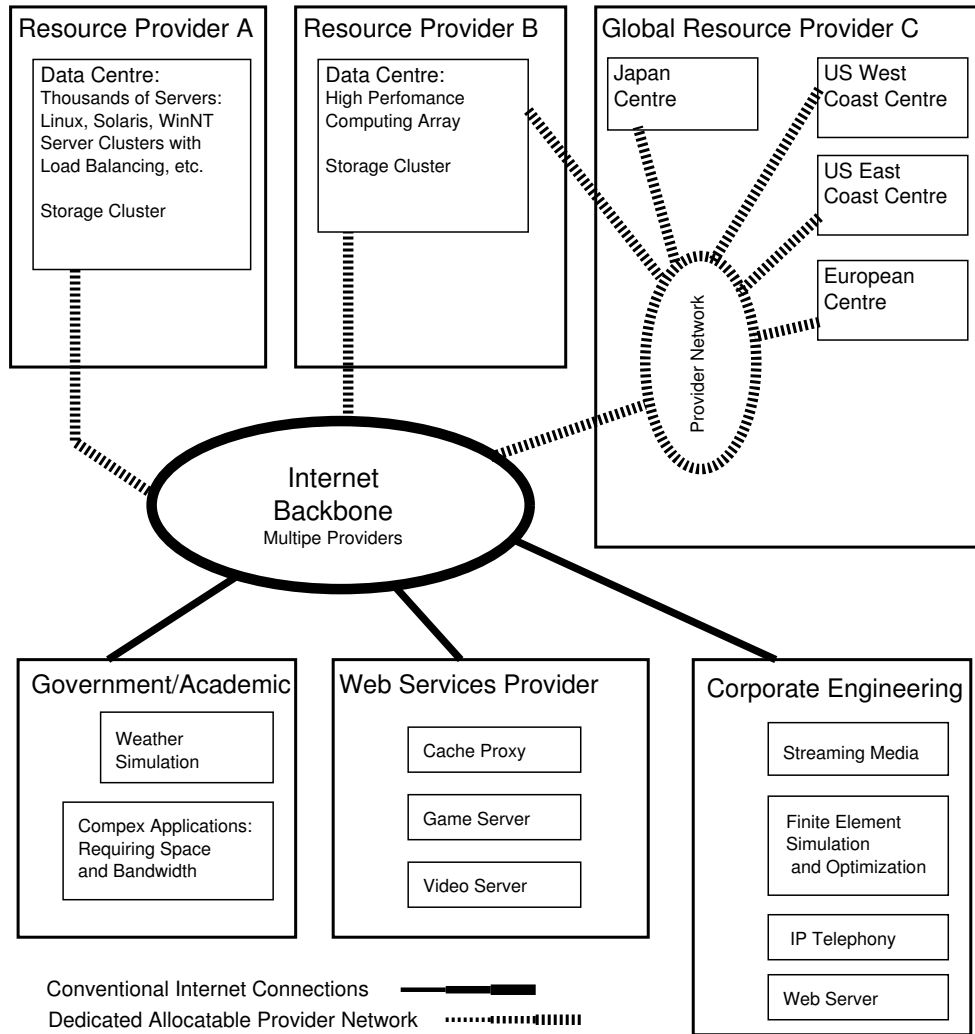 Resource Provider A
Data Centre:
Thousands of Servers:
Linux, Solaris, WinNT
Server Clusters with
Load Balancing, etc.
Storage Cluster
Resource Provider B
Data Centre:
High Perfomance
Computing Array
Storage Cluster
Global Resource Provider C
Japan
Centre
US West
Coast Centre
US East
Coast Centre
European
Centre
Provider Network
Internet
Backbone
Multipe Providers
Government/Academic
Weather
Simulation
Compex Applications:
Requiring Space
and Bandwidth
Web Services Provider
Cache Proxy
Game Server
Video Server
Corporate Engineering
Streaming Media
Finite Element
Simulation
and Optimization
IP Telephony
Web Server
Conventional Internet Connections
Dedicated Allocatable Provider Network